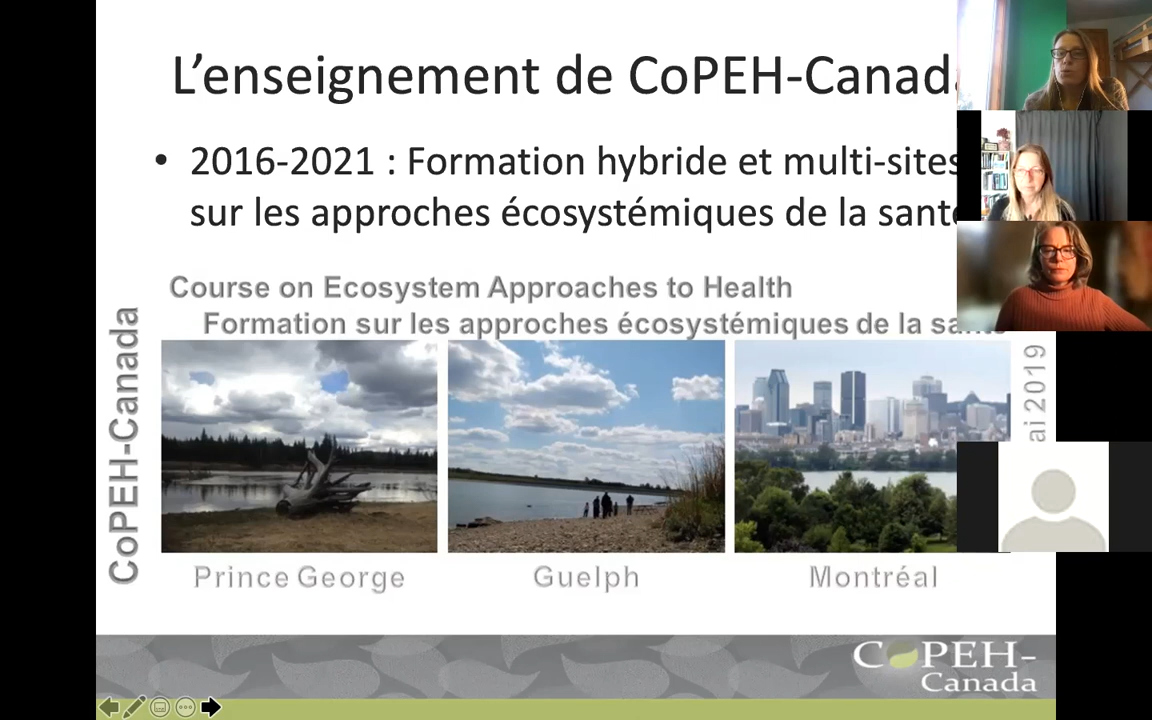 L'enseignement de CoPEH-Canada
• 2016-2021 : Formation hybride et multi-sites
sur les approches écosystémiques de la santé
Course on Ecosystem Approaches to Health
Formation sur les approches écosystémiques de la santé
CoPEH-Canada
ai 2019
Prince George
Guelph
Montréal
CoPEH-
Canada